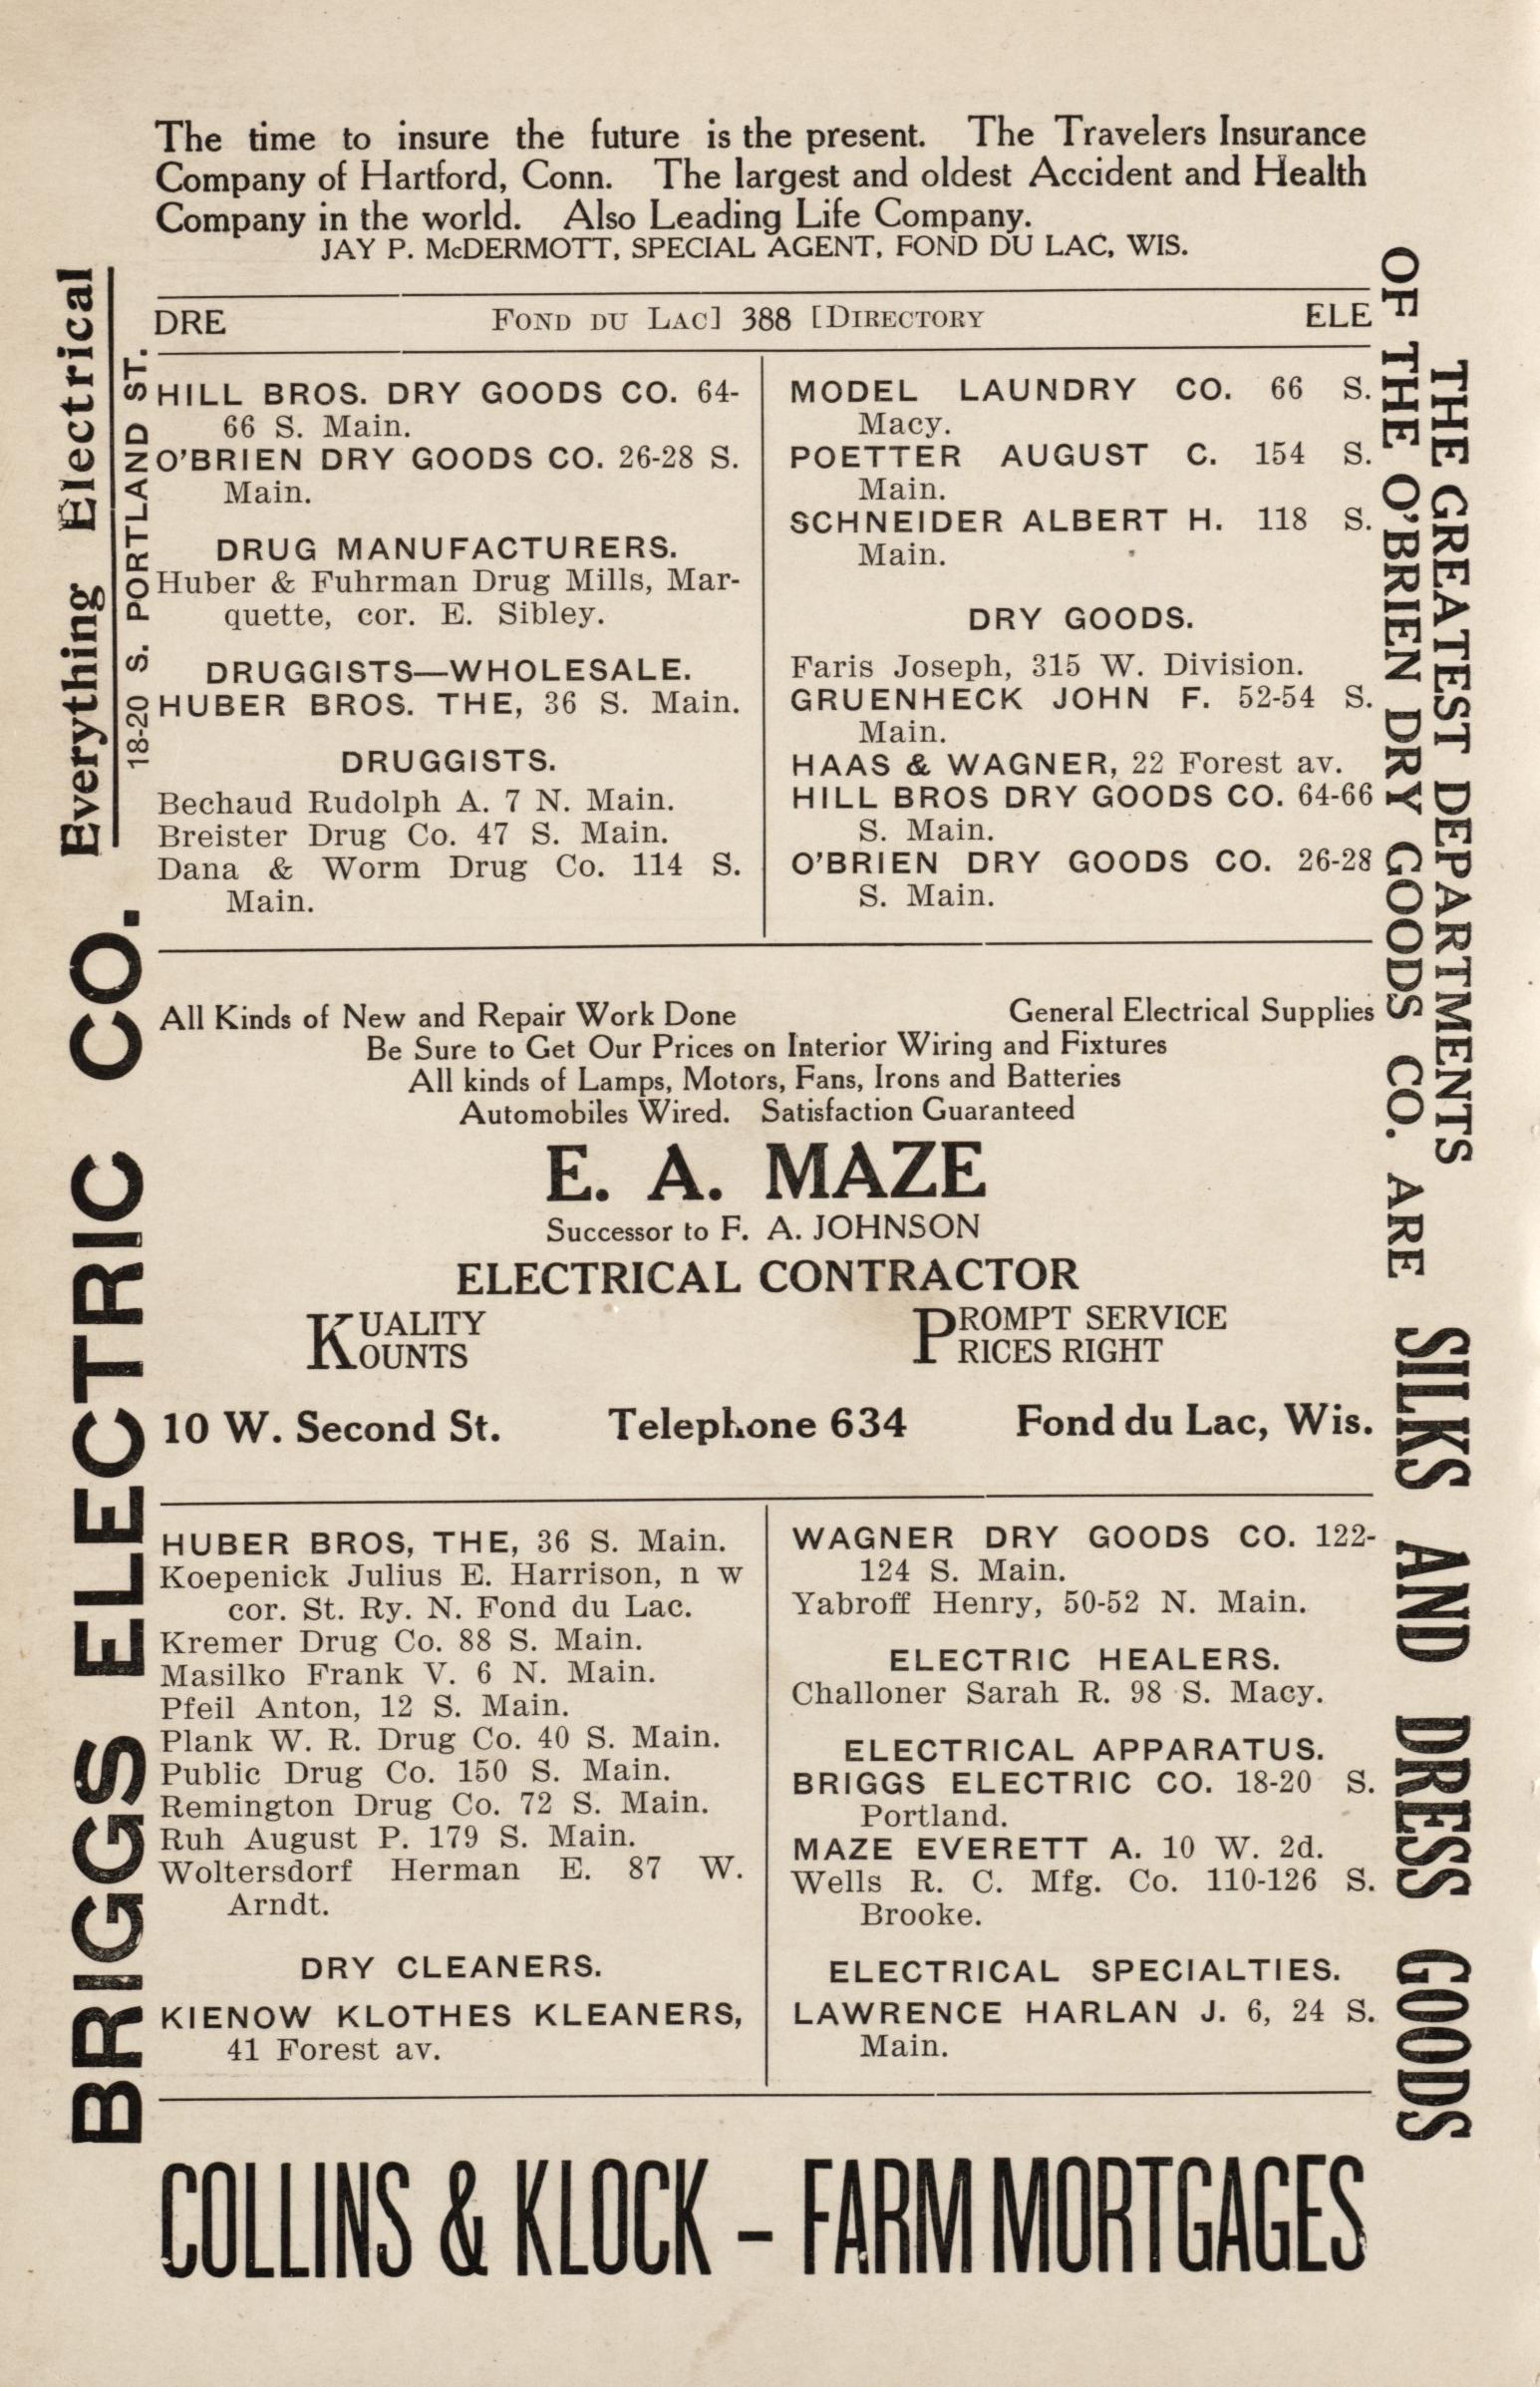 The time to insure the future is the present. The Travelers Insurance
Company of Hartford, Conn. The largest and oldest Accident and Health
Company in the world. Also Leading Life Company.
JAY P. McDERMOTT, SPECIAL AGENT, FOND DU LAC, WIS.
DRE FOND DU LAC] 388 [DIRECTORY ELE
HILL BROS. DRY GOODS CO. 64-
66 S. Main.
O'BRIEN DRY GOODS CO. 26-28 S.
Main.
DRUG MANUFACTURERS.
Huber & Fuhrman Drug Mills, Mar-
quette, cor. E. Sibley.
DRUGGISTS—WHOLESALE.
HUBER BROS. THE, 36 S. Main.
DRUGGISTS.
Bechaud Rudolph A. 7 N. Main.
Breister Drug Co. 47 S. Main.
Dana & Worm Drug Co. 114 S.
Main.
MODEL LAUNDRY CO. 66 S.
Macy.
POETTER AUGUST C. 154 S.
Main.
SCHNEIDER ALBERT H. 118 S.
Main.
DRY GOODS.
Faris Joseph, 315 W. Division.
GRUENHECK JOHN F. 52-54 S.
Main.
HAAS & WAGNER, 22 Forest av.
HILL BROS DRY GOODS CO. 64-66
S. Main.
O'BRIEN DRY GOODS CO. 26-28
S. Main.
All Kinds of New and Repair Work Done General Electrical Supplies
Be Sure to Get Our Prices on Interior Wiring and Fixtures
All kinds of Lamps, Motors, Fans, Irons and Batteries
Automobiles Wired. Satisfaction Guaranteed
E. A. MAZE
Successor to F. A. JOHNSON
ELECTRICAL CONTRACTOR
KUALITY
KOUNTS
PROMPT SERVICE
PRICES RIGHT
10 W. Second St. Telephone 634 Fond du Lac, Wis.
HUBER BROS, THE, 36 S. Main.
Koepenick Julius E. Harrison, n w
cor. St. Ry. N. Fond du Lac.
Kremer Drug Co. 88 S. Main.
Masilko Frank V. 6 N. Main.
Pfeil Anton, 12 S. Main.
Plank W. R. Drug Co. 40 S. Main.
Public Drug Co. 150 S. Main.
Remington Drug Co. 72 S. Main.
Ruh August P. 179 S. Main.
Woltersdorf Herman E. 87 W.
Arndt.
DRY CLEANERS.
KIENOW KLOTHES KLEANERS,
41 Forest av.
WAGNER DRY GOODS CO. 122-
124 S. Main.
Yabroff Henry, 50-52 N. Main.
ELECTRIC HEALERS.
Challoner Sarah R. 98 S. Macy.
ELECTRICAL APPARATUS.
BRIGGS ELECTRIC CO. 18-20 S.
Portland.
MAZE EVERETT A. 10 W. 2d.
Wells R. C. Mfg. Co. 110-126 S.
Brooke.
ELECTRICAL SPECIALTIES.
LAWRENCE HARLAN J. 6, 24 S.
Main.
COLLINS & KLOCK – FARM MORTGAGES
BRIGGS ELECTRIC CO.
Everything Electrical
18-20 S. PORTLAND ST.
THE GREATEST DEPARTMENTS
OF THE O'BRIEN DRY GOODS CO. ARE
SILKS AND DRESS GOODS